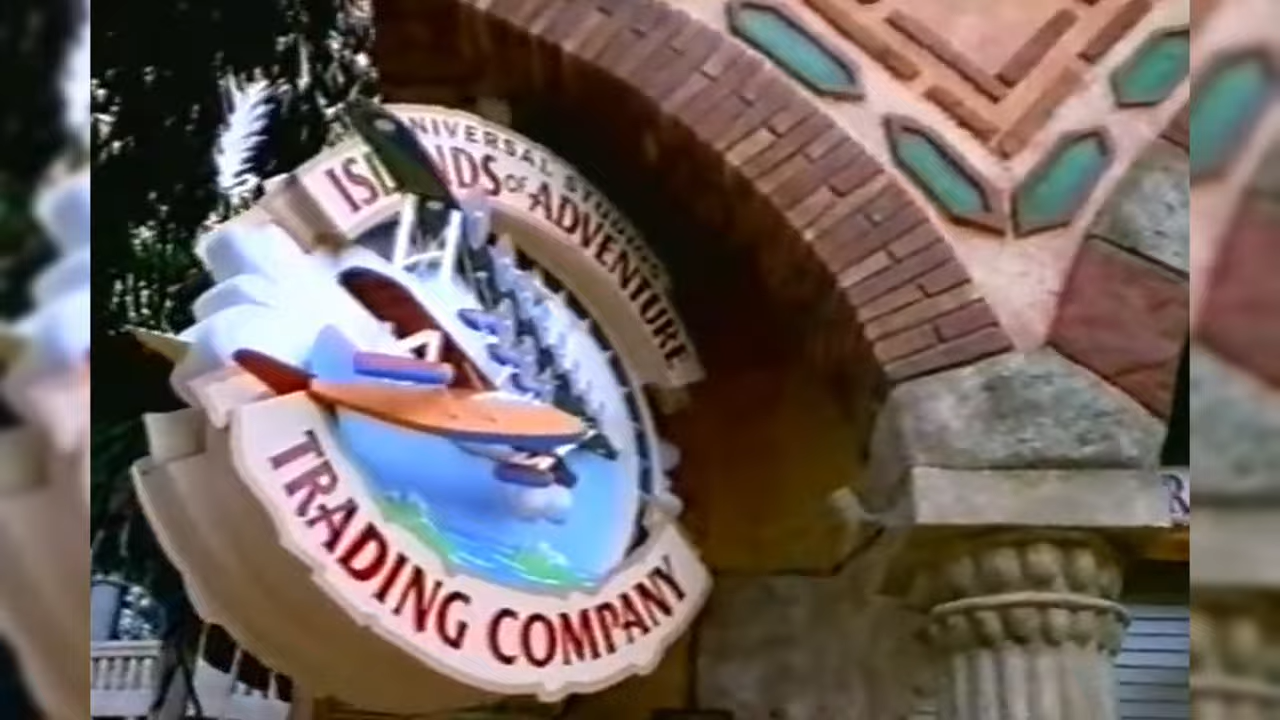 UNIVERSAL STUDIOS
ISLANDS OF ADVENTURE
TRADING COMPANY
R